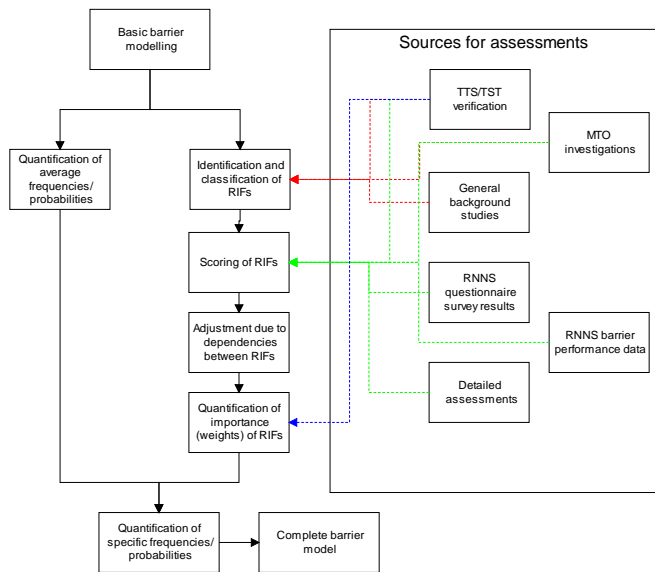 Basic barrier
modelling
Sources for assessments
TTS/TST
verification
MTO
investigations
Quantification of
average frequencies/
probabilities
Identification and
classification of
RIFs
General
background
studies
Scoring of RIFs
RNNS
questionnaire
survey results
Adjustment due to
dependencies
between RIFs
RNNS barrier
performance data
Detailed
assessments
Quantification of
importance
(weights) of RIFs
Quantification of
specific frequencies/
probabilities
Complete barrier
model